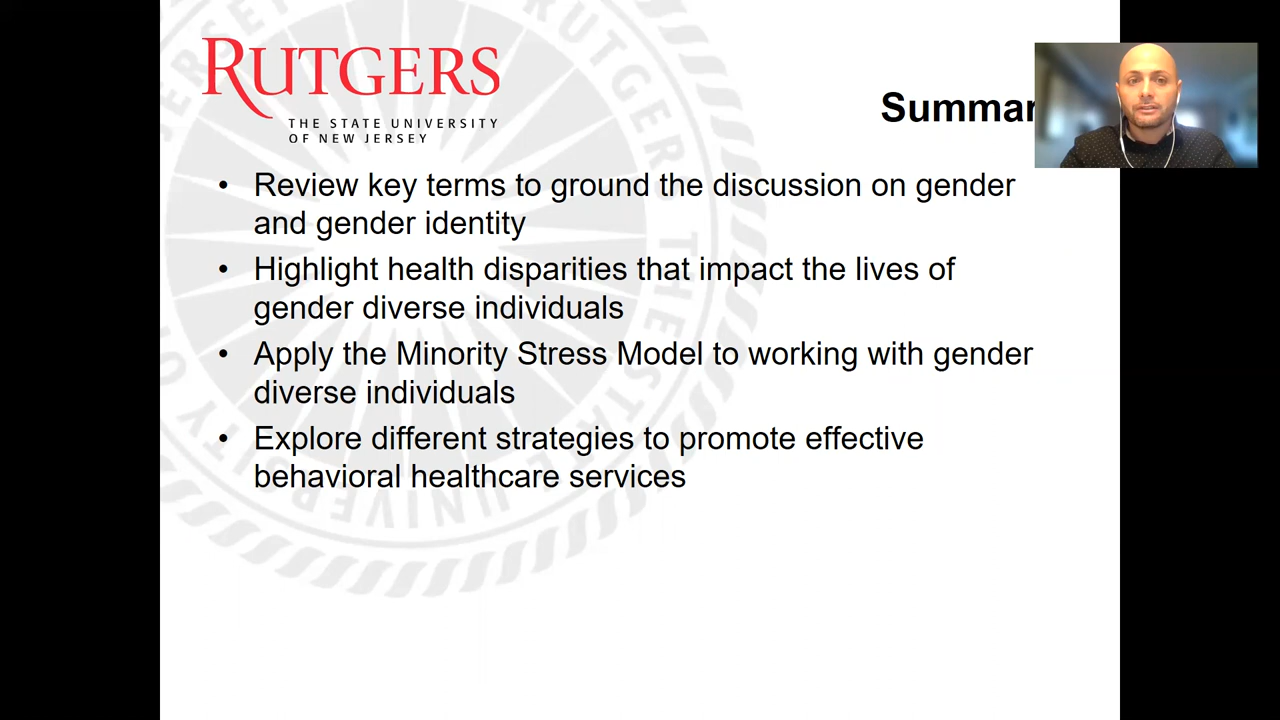 RUTGERS
THE STATE UNIVERSITY
OF NEW JERSEY
Summar
• Review key terms to ground the discussion on gender
and gender identity
• Highlight health disparities that impact the lives of
gender diverse individuals
• Apply the Minority Stress Model to working with gender
diverse individuals
• Explore different strategies to promote effective
behavioral healthcare services